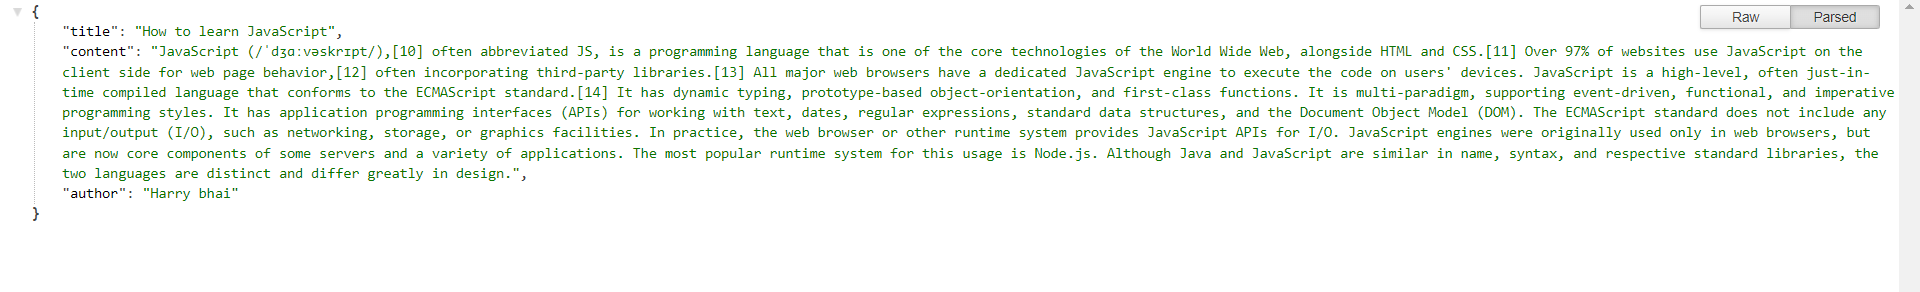 {
Raw Parsed
"title": "How to learn JavaScript",
"content": "JavaScript (/ˈdʒɑːvəskrɪpt/),[10] often abbreviated JS, is a programming language that is one of the core technologies of the World Wide Web, alongside HTML and CSS.[11] Over 97% of websites use JavaScript on the
client side for web page behavior,[12] often incorporating third-party libraries.[13] All major web browsers have a dedicated JavaScript engine to execute the code on users' devices. JavaScript is a high-level, often just-in-
time compiled language that conforms to the ECMAScript standard.[14] It has dynamic typing, prototype-based object-orientation, and first-class functions. It is multi-paradigm, supporting event-driven, functional, and imperative
programming styles. It has application programming interfaces (APIs) for working with text, dates, regular expressions, standard data structures, and the Document Object Model (DOM). The ECMAScript standard does not include any
input/output (I/O), such as networking, storage, or graphics facilities. In practice, the web browser or other runtime system provides JavaScript APIs for I/O. JavaScript engines were originally used only in web browsers, but
are now core components of some servers and a variety of applications. The most popular runtime system for this usage is Node.js. Although Java and JavaScript are similar in name, syntax, and respective standard libraries, the
two languages are distinct and differ greatly in design.",
"author": "Harry bhai"
}